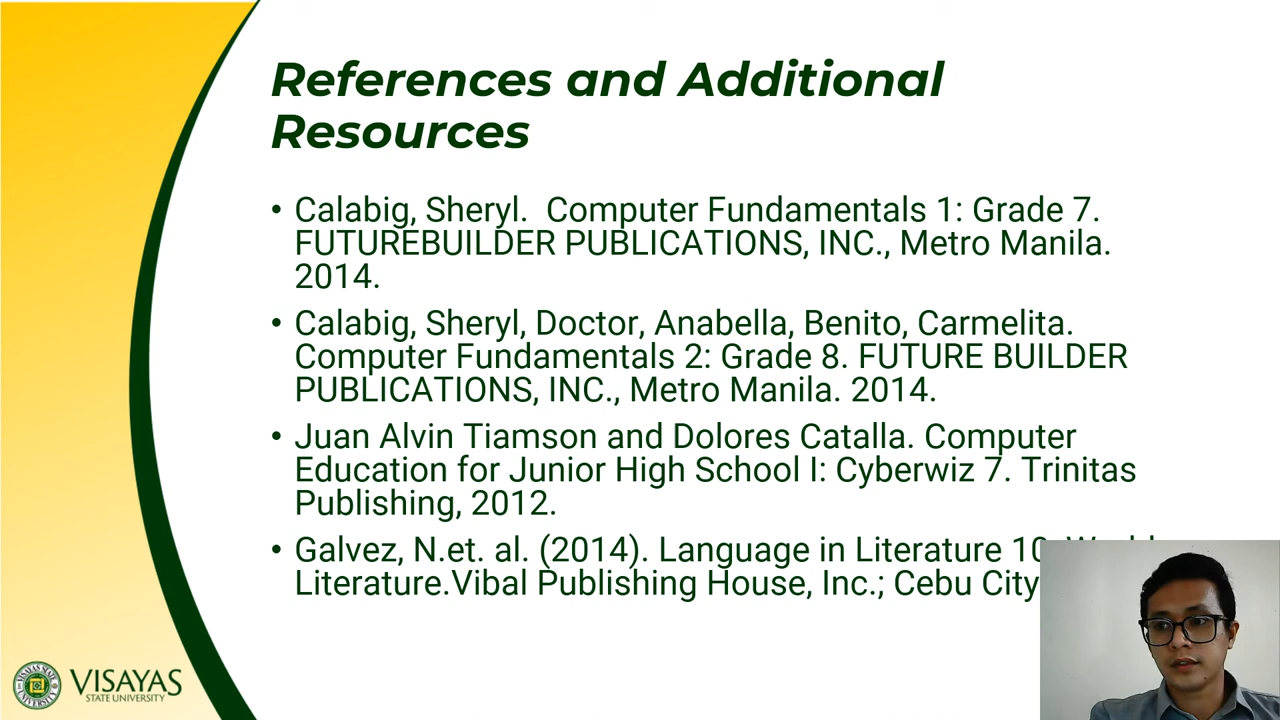 References and Additional
Resources
• Calabig, Sheryl.  Computer Fundamentals 1: Grade 7.
FUTUREBUILDER PUBLICATIONS, INC., Metro Manila.
2014.
• Calabig, Sheryl, Doctor, Anabella, Benito, Carmelita.
Computer Fundamentals 2: Grade 8. FUTURE BUILDER
PUBLICATIONS, INC., Metro Manila. 2014.
• Juan Alvin Tiamson and Dolores Catalla. Computer
Education for Junior High School I: Cyberwiz 7. Trinitas
Publishing, 2012.
• Galvez, N.et. al. (2014). Language in Literature 10
Literature.Vibal Publishing House, Inc.; Cebu City
VISAYAS
STATE UNIVERSITY